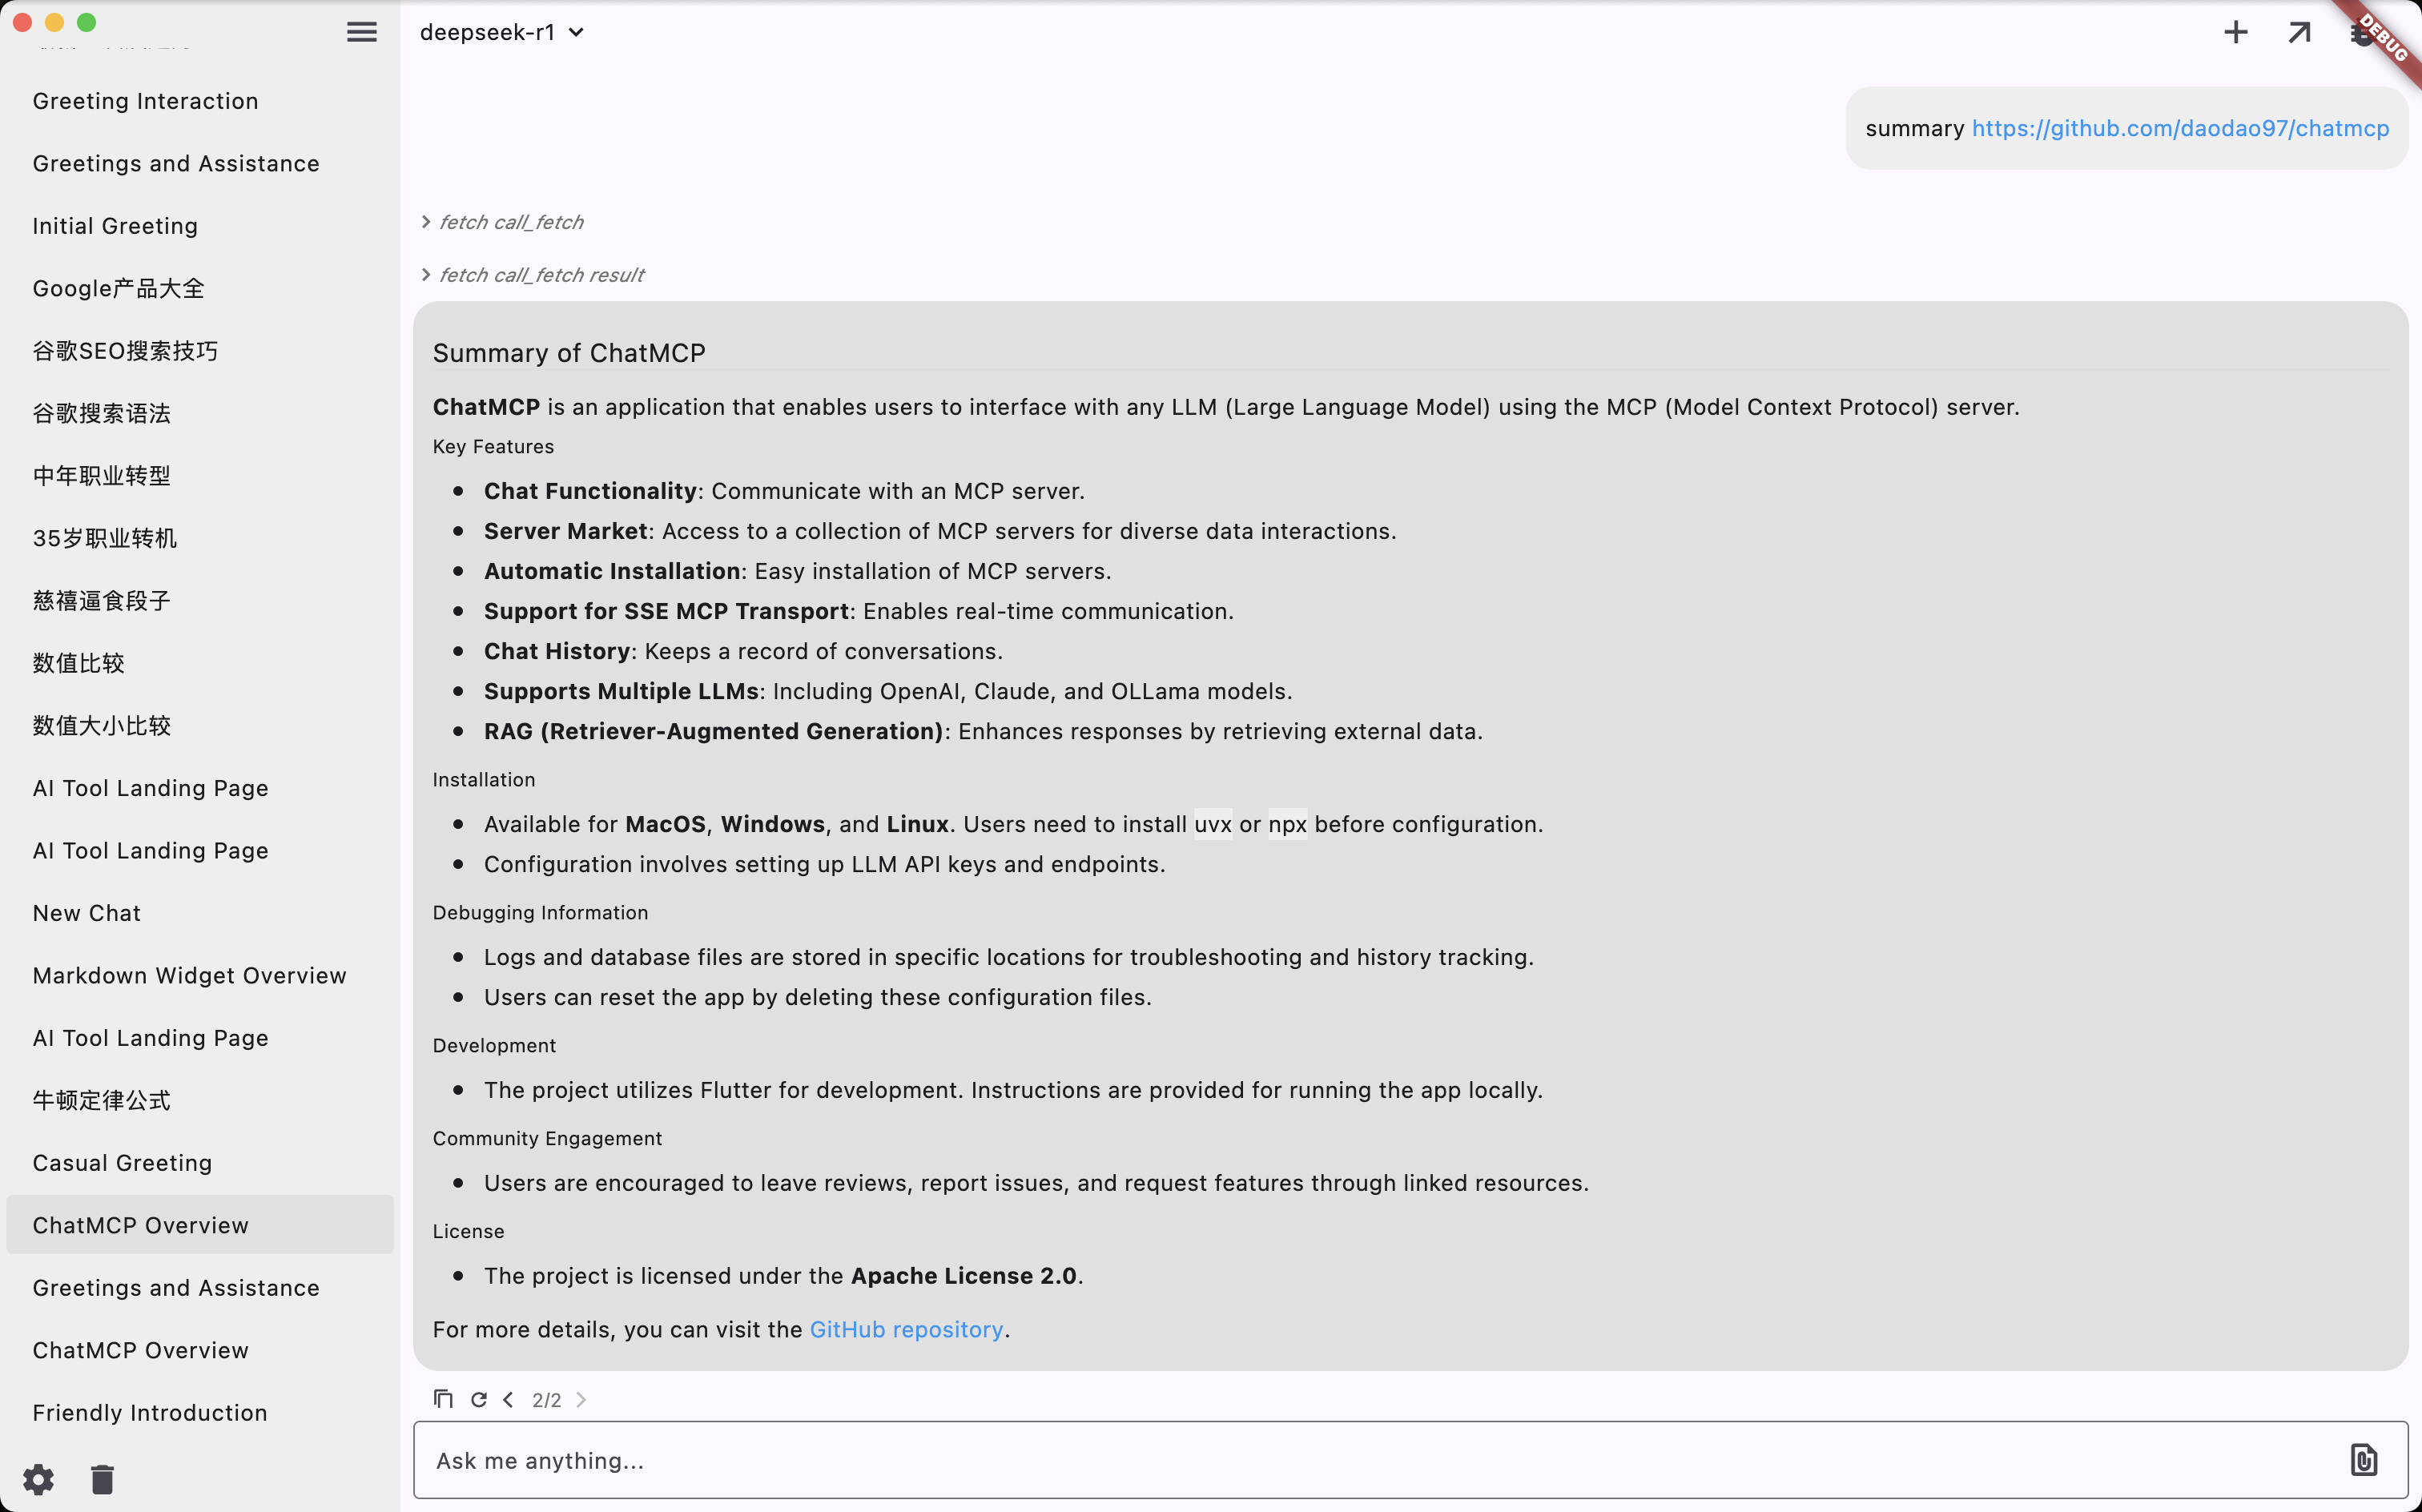 Greeting Interaction
Greetings and Assistance
Initial Greeting
Google产品大全
谷歌SEO搜索技巧
谷歌搜索语法
中年职业转型
35岁职业转机
慈禧逼食段子
数值比较
数值大小比较
AI Tool Landing Page
AI Tool Landing Page
New Chat
Markdown Widget Overview
AI Tool Landing Page
牛顿定律公式
Casual Greeting
ChatMCP Overview
Greetings and Assistance
ChatMCP Overview
Friendly Introduction
deepseek-r1
DEBUG
summary https://github.com/daodao97/chatmcp
fetch call_fetch
fetch call_fetch result
Summary of ChatMCP
ChatMCP is an application that enables users to interface with any LLM (Large Language Model) using the MCP (Model Context Protocol) server.
Key Features
• Chat Functionality: Communicate with an MCP server.
• Server Market: Access to a collection of MCP servers for diverse data interactions.
• Automatic Installation: Easy installation of MCP servers.
• Support for SSE MCP Transport: Enables real-time communication.
• Chat History: Keeps a record of conversations.
• Supports Multiple LLMs: Including OpenAI, Claude, and OLLama models.
• RAG (Retriever-Augmented Generation): Enhances responses by retrieving external data.
Installation
• Available for MacOS, Windows, and Linux. Users need to install uvx or npx before configuration.
• Configuration involves setting up LLM API keys and endpoints.
Debugging Information
• Logs and database files are stored in specific locations for troubleshooting and history tracking.
• Users can reset the app by deleting these configuration files.
Development
• The project utilizes Flutter for development. Instructions are provided for running the app locally.
Community Engagement
• Users are encouraged to leave reviews, report issues, and request features through linked resources.
License
• The project is licensed under the Apache License 2.0.
For more details, you can visit the GitHub repository.
2/2
Ask me anything...